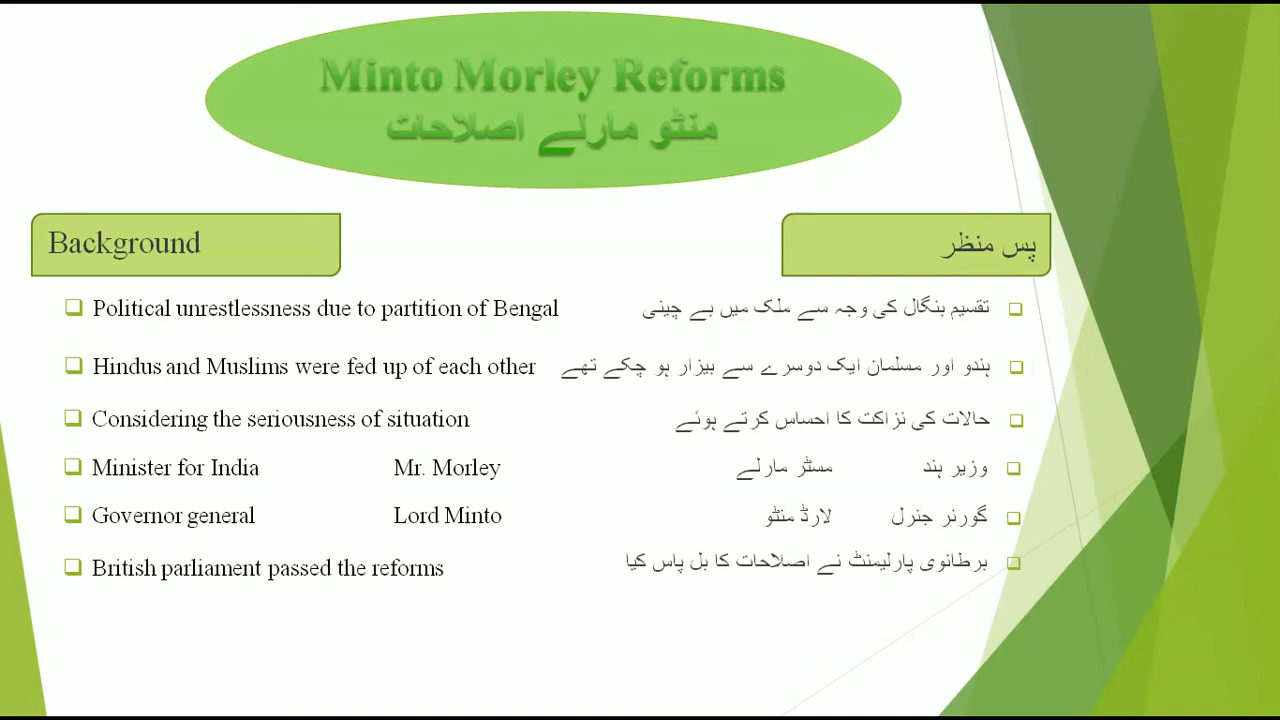 Minto Morley Reforms
منٹو مارلے اصلاحات
Background
پس منظر
Political unrestlessness due to partition of Bengal
تقسیم بنگال کی وجہ سے ملک میں بے چینی
Hindus and Muslims were fed up of each other
ہندو اور مسلمان ایک دوسرے سے بیزار ہو چکے تھے
Considering the seriousness of situation
حالات کی نزاکت کا احساس کرتے ہوئے
Minister for India Mr. Morley
وزیر ہند مسٹر مارلے
Governor general Lord Minto
گورنر جنرل لارڈ منٹو
British parliament passed the reforms
برطانوی پارلیمنٹ نے اصلاحات کا بل پاس کیا